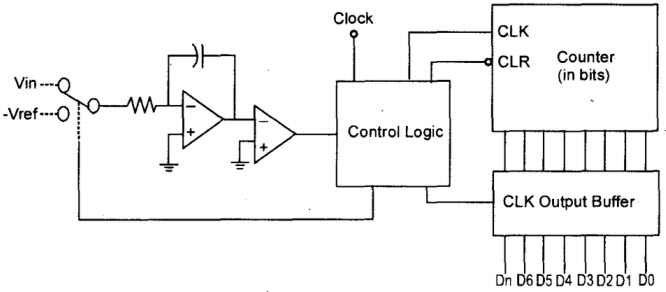 Clock
CLK
CLR
Counter
(in bits)
Vin
-Vref
−
+
−
+
Control Logic
CLK Output Buffer
Dn D6 D5 D4 D3 D2 D1 D0